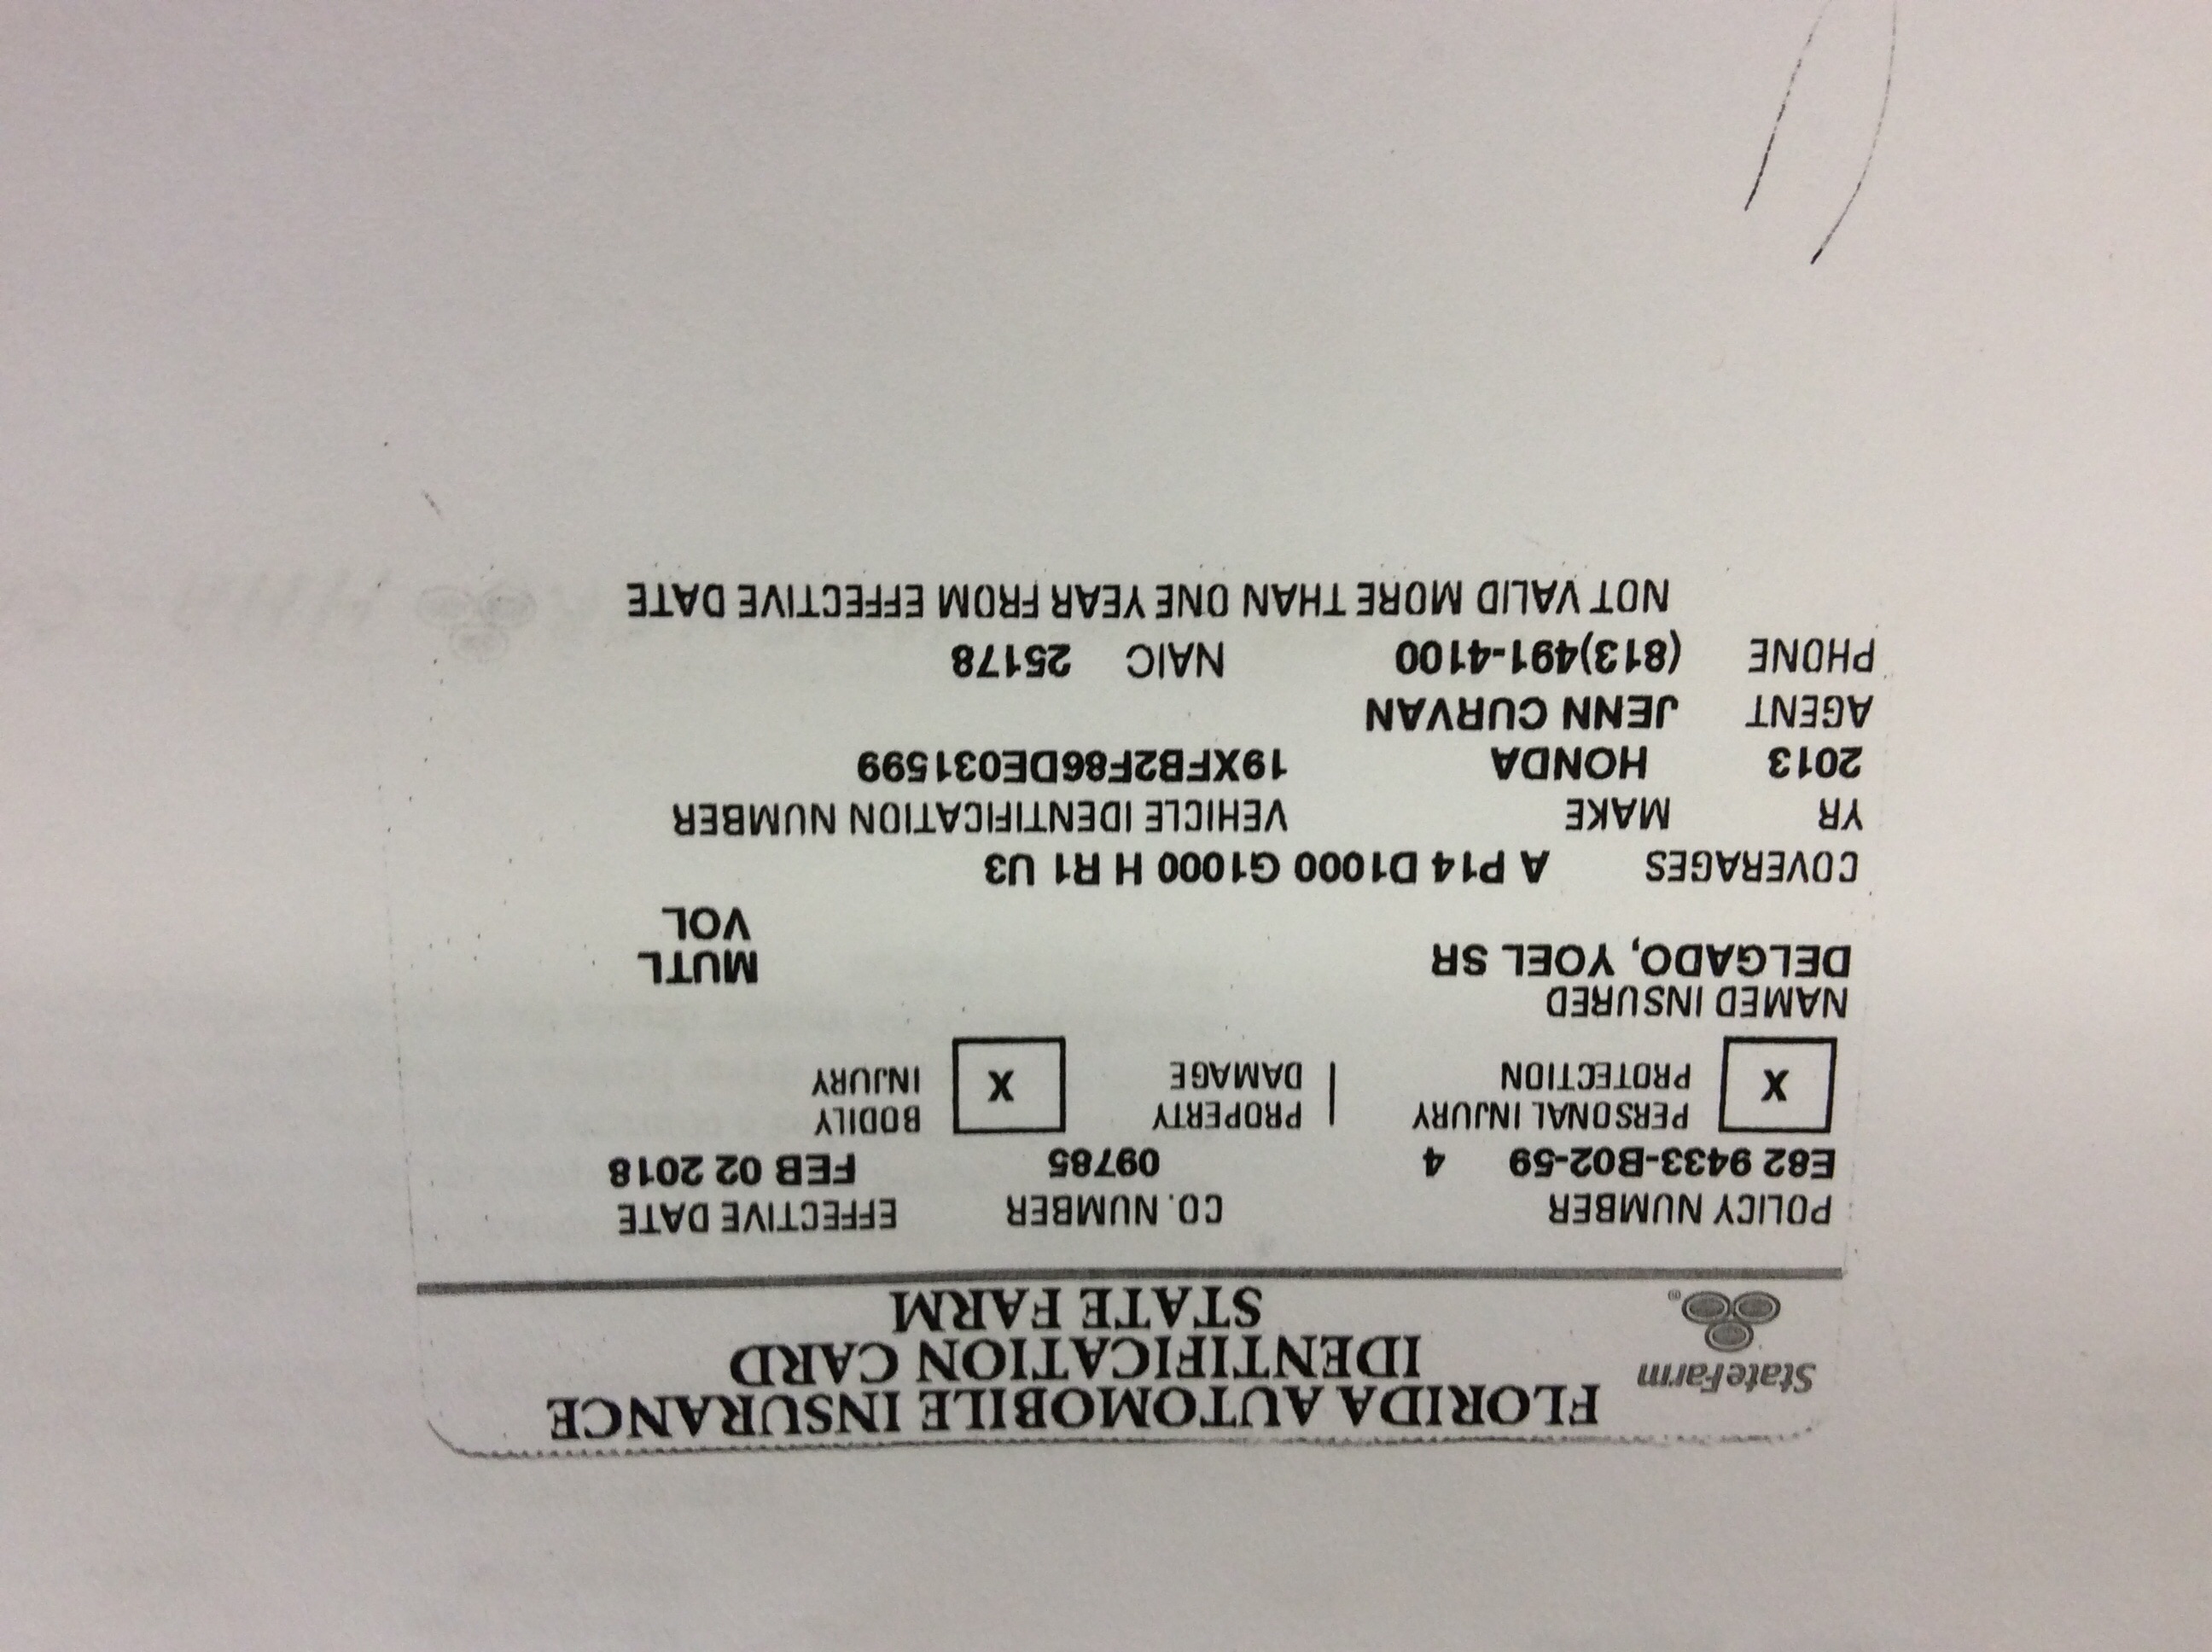 StateFarm
FLORIDA AUTOMOBILE INSURANCE
IDENTIFICATION CARD
STATE FARM
POLICY NUMBER CO. NUMBER EFFECTIVE DATE
E82 9433-B02-59 4 09785 FEB 02 2018
X PERSONAL INJURY PROTECTION | PROPERTY DAMAGE X BODILY INJURY
NAMED INSURED
DELGADO, YOEL SR MUTL
VOL
COVERAGES A P14 D1000 G1000 H R1 U3
YR MAKE VEHICLE IDENTIFICATION NUMBER
2013 HONDA 19XFB2F86DE031599
AGENT JENN CURVAN
PHONE (813)491-4100 NAIC 25178
NOT VALID MORE THAN ONE YEAR FROM EFFECTIVE DATE